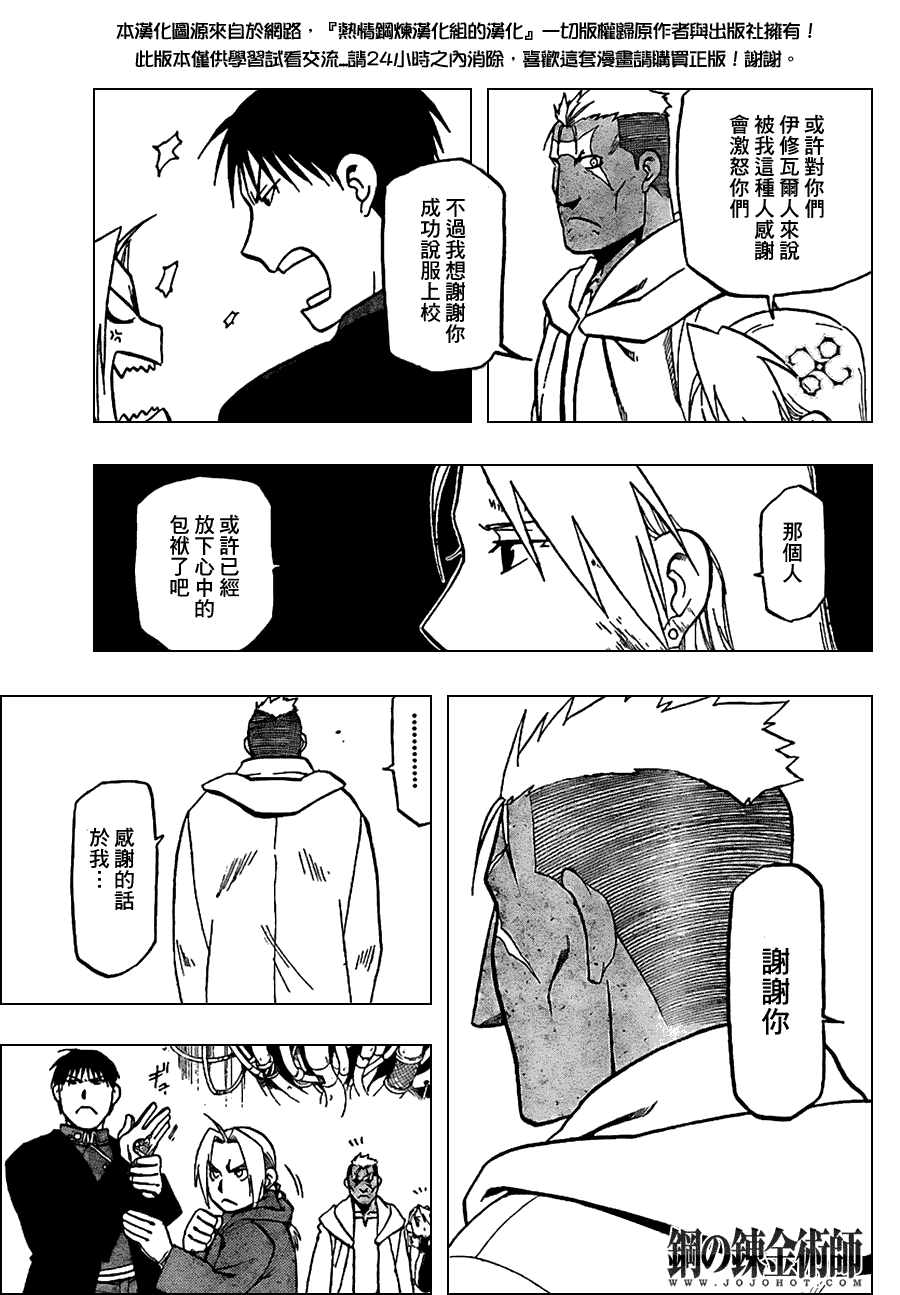 本漢化圖源來自於網路，『熱情鋼煉漢化組的漢化』一切版權歸原作者與出版社擁有！
此版本僅供學習試看交流...請24小時之內消除，喜歡這套漫畫請購買正版！謝謝。
或許對你們
伊修瓦爾人來說
被我這種人感謝
會激怒你們
不過我想謝謝你
成功說服上校
那個人
或許已經
放下心中的
包袱了吧
謝謝你
………
感謝的話
於我…
ギュッ
鋼の錬金術師
WWW.JOJOHOT.COM